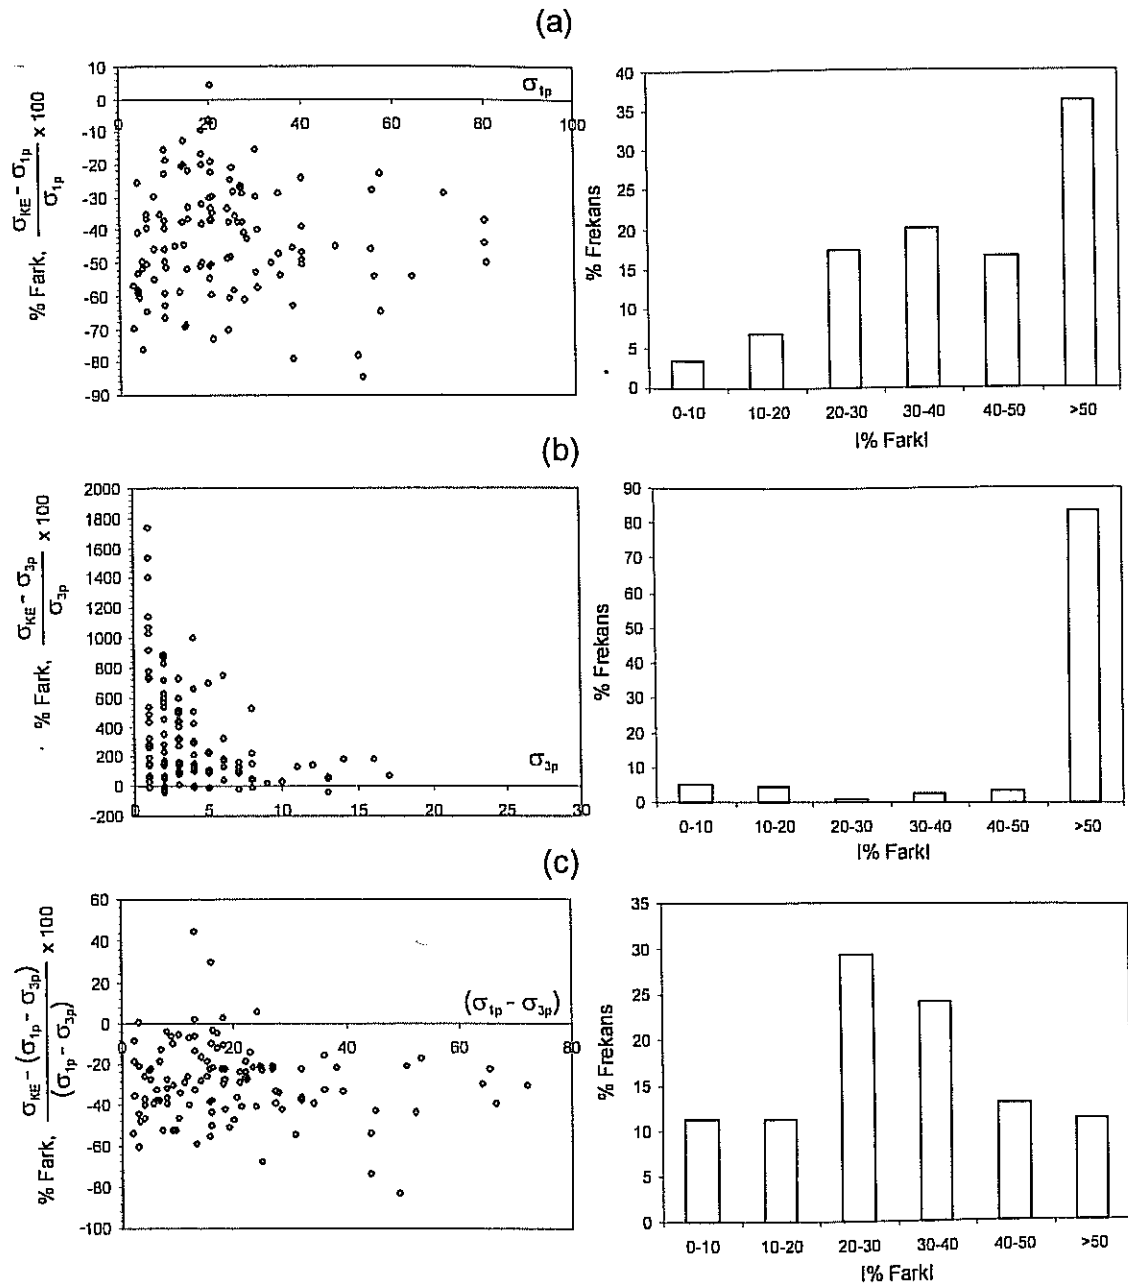 (a)
10
0
-10
-20
-30
-40
-50
-60
-70
-80
-90
0 20 40 60 80 100
σ1p
% Fark, (σKE - σ1p) / σ1p x 100
40
35
30
25
20
15
10
5
0
% Frekans
0-10 10-20 20-30 30-40 40-50 >50
|% Fark|
(b)
2000
1800
1600
1400
1200
1000
800
600
400
200
0
-200
0 5 10 15 20 25 30
σ3p
% Fark, (σKE - σ3p) / σ3p x 100
90
80
70
60
50
40
30
20
10
0
% Frekans
0-10 10-20 20-30 30-40 40-50 >50
|% Fark|
(c)
60
40
20
0
-20
-40
-60
-80
-100
0 20 40 60 80
(σ1p - σ3p)
% Fark, σKE - (σ1p - σ3p) / (σ1p - σ3p) x 100
35
30
25
20
15
10
5
0
% Frekans
0-10 10-20 20-30 30-40 40-50 >50
|% Fark|